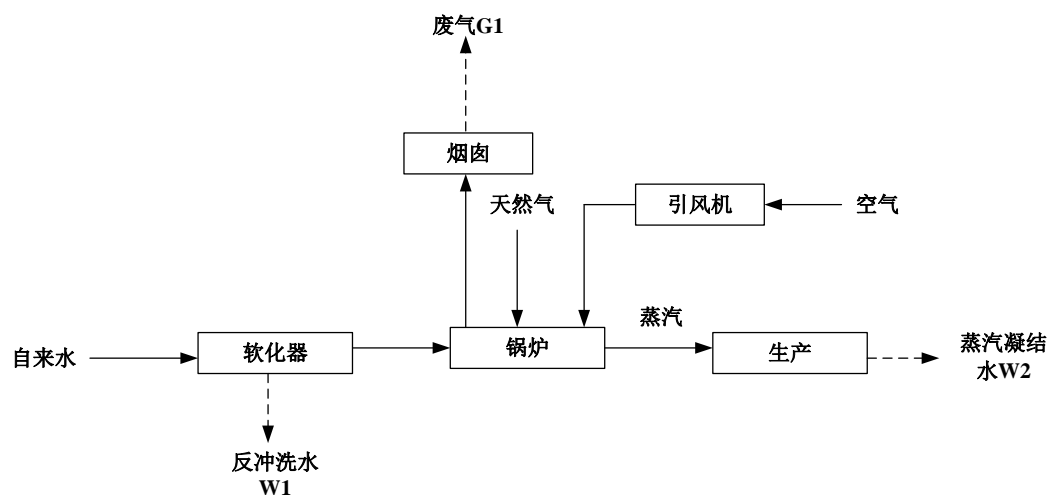 废气G1
烟囱
天然气
引风机
空气
蒸汽
自来水
软化器
锅炉
生产
蒸汽凝结
水W2
反冲洗水
W1